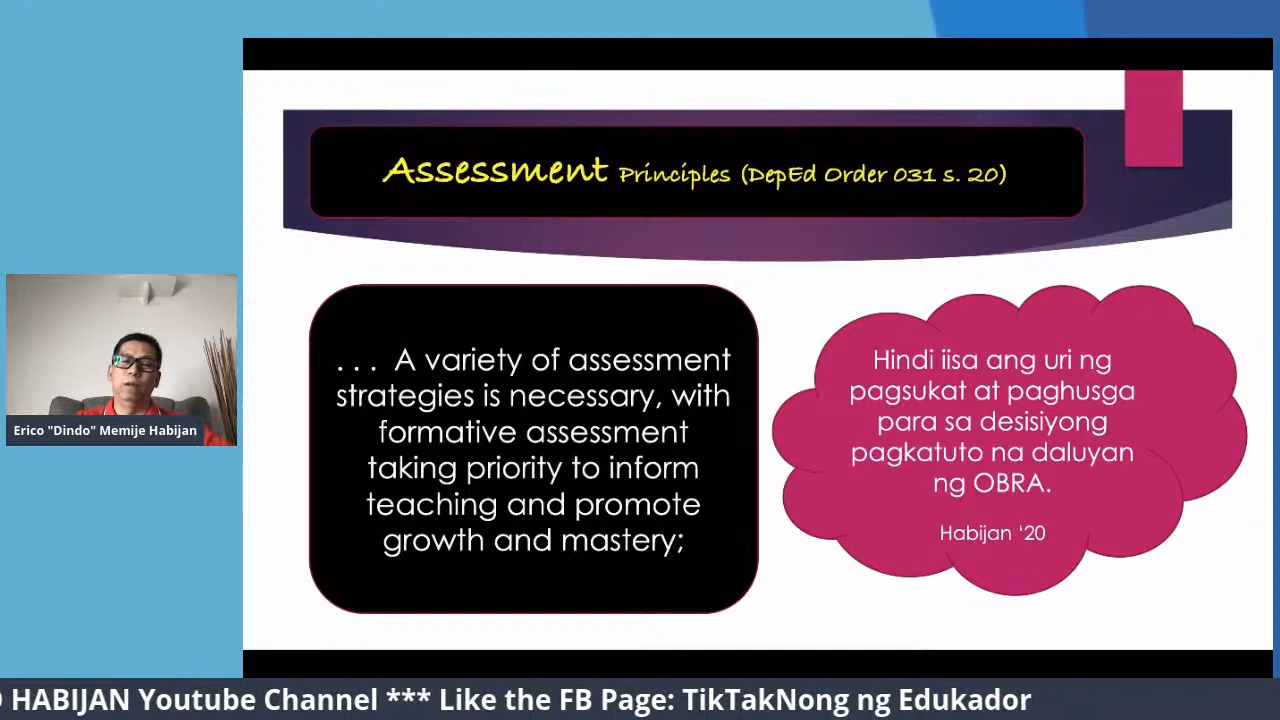 Assessment Principles (DepEd Order 031 s. 20)
. . . A variety of assessment
strategies is necessary, with
formative assessment
taking priority to inform
teaching and promote
growth and mastery;
Hindi iisa ang uri ng
pagsukat at paghusga
para sa desisiyong
pagkatuto na daluyan
ng OBRA.
Habijan ‘20
Erico "Dindo" Memije Habijan
HABIJAN Youtube Channel *** Like the FB Page: TikTakNong ng Edukador